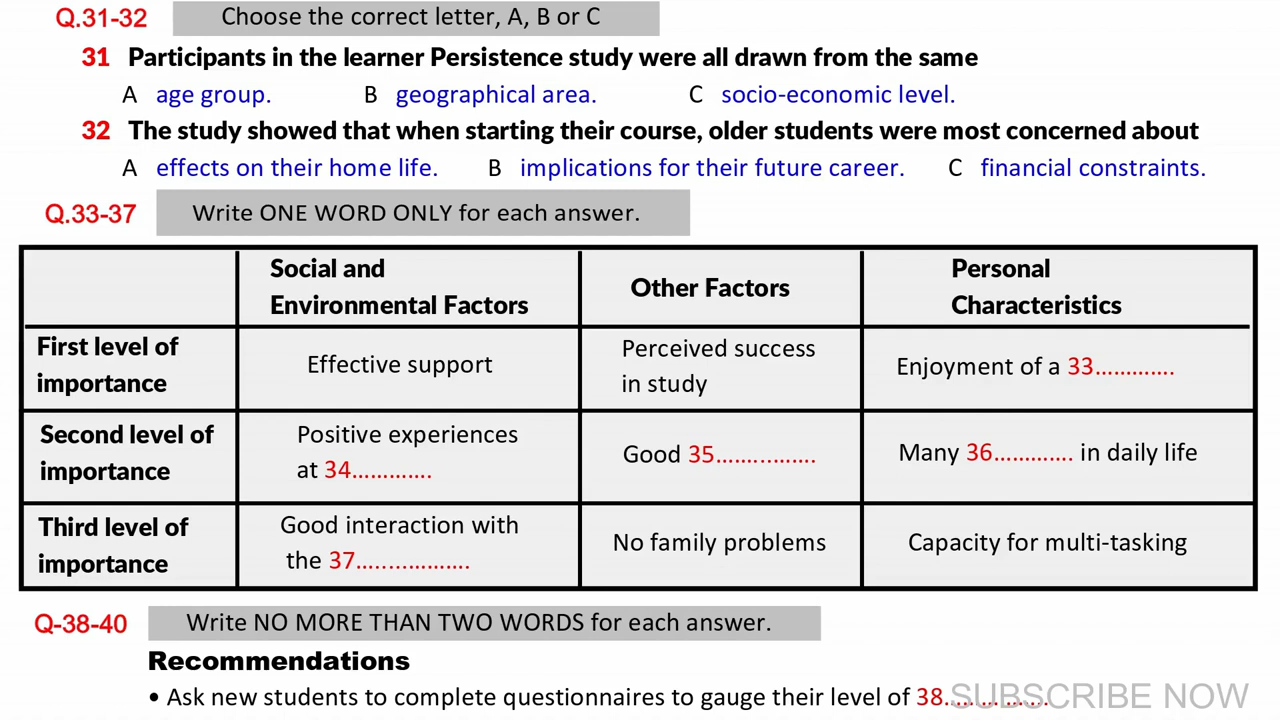 Q.31-32 Choose the correct letter, A, B or C
31 Participants in the learner Persistence study were all drawn from the same
A age group. B geographical area. C socio-economic level.
32 The study showed that when starting their course, older students were most concerned about
A effects on their home life. B implications for their future career. C financial constraints.
Q.33-37 Write ONE WORD ONLY for each answer.
Social and Environmental Factors Other Factors Personal Characteristics
First level of importance Effective support Perceived success in study Enjoyment of a 33.............
Second level of importance Positive experiences at 34............. Good 35................. Many 36............. in daily life
Third level of importance Good interaction with the 37.................... No family problems Capacity for multi-tasking
Q-38-40 Write NO MORE THAN TWO WORDS for each answer.
Recommendations
• Ask new students to complete questionnaires to gauge their level of 38................
SUBSCRIBE NOW